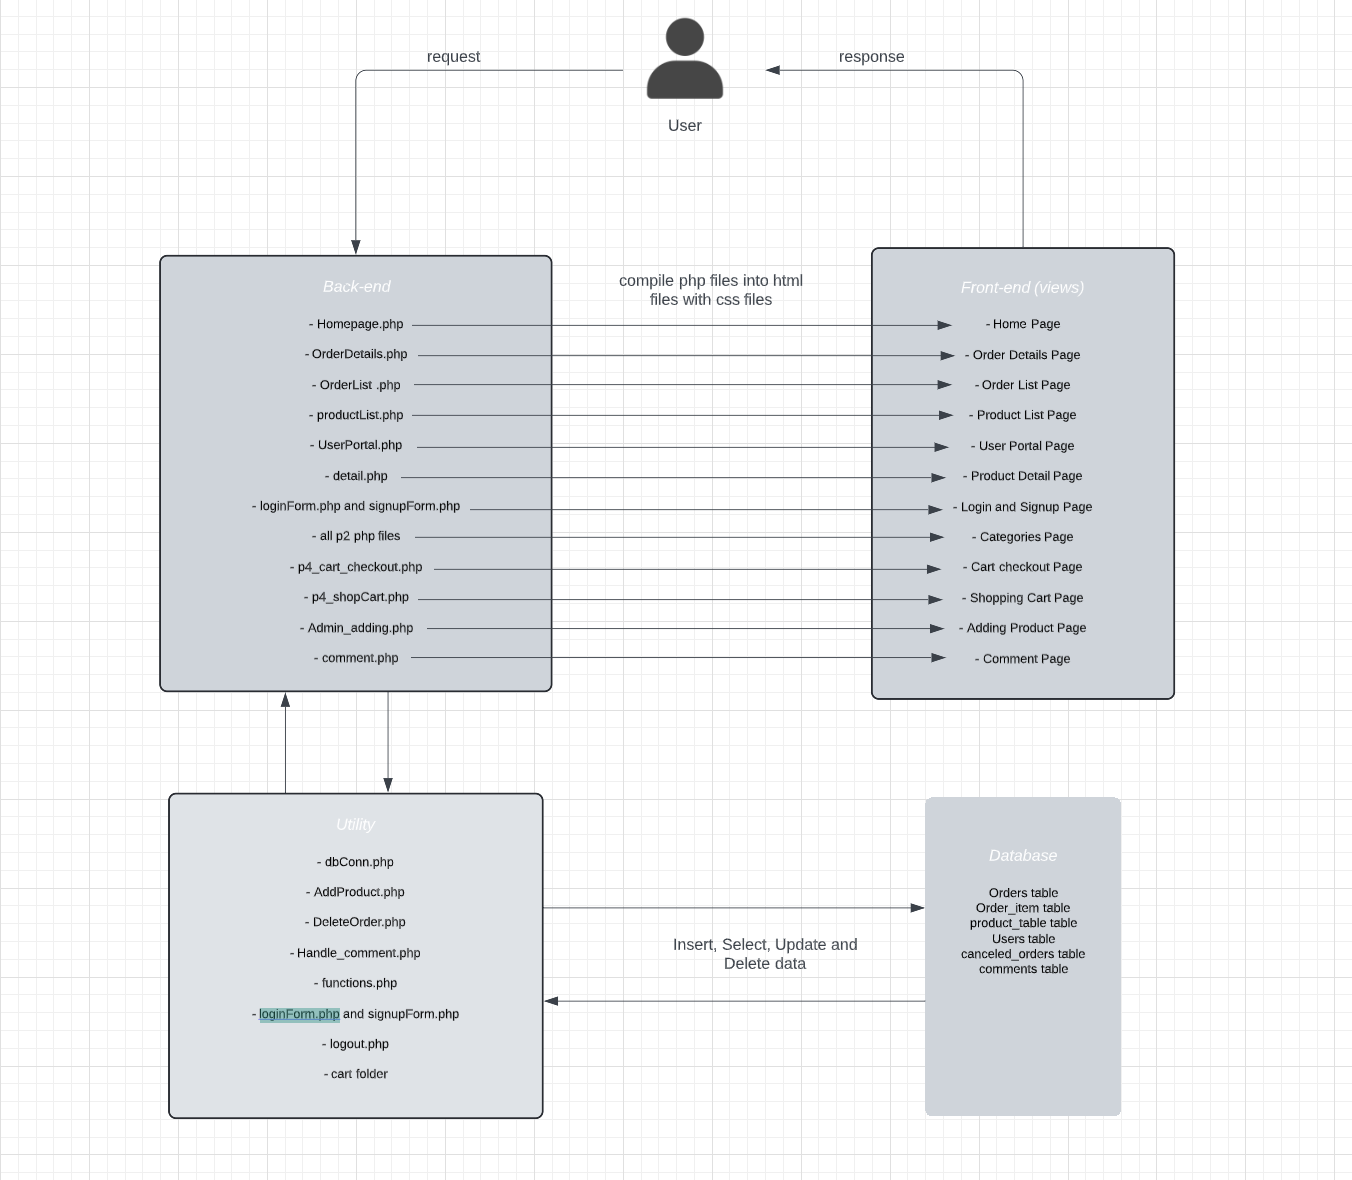 request
response
User
compile php files into html
files with css files
Back-end
- Homepage.php
- OrderDetails.php
- OrderList .php
- productList.php
- UserPortal.php
- detail.php
- loginForm.php and signupForm.php
- all p2 php files
- p4_cart_checkout.php
- p4_shopCart.php
- Admin_adding.php
- comment.php
Front-end (views)
- Home Page
- Order Details Page
- Order List Page
- Product List Page
- User Portal Page
- Product Detail Page
- Login and Signup Page
- Categories Page
- Cart checkout Page
- Shopping Cart Page
- Adding Product Page
- Comment Page
Utility
- dbConn.php
- AddProduct.php
- DeleteOrder.php
- Handle_comment.php
- functions.php
- loginForm.php and signupForm.php
- logout.php
- cart folder
Insert, Select, Update and
Delete data
Database
Orders table
Order_item table
product_table table
Users table
canceled_orders table
comments table